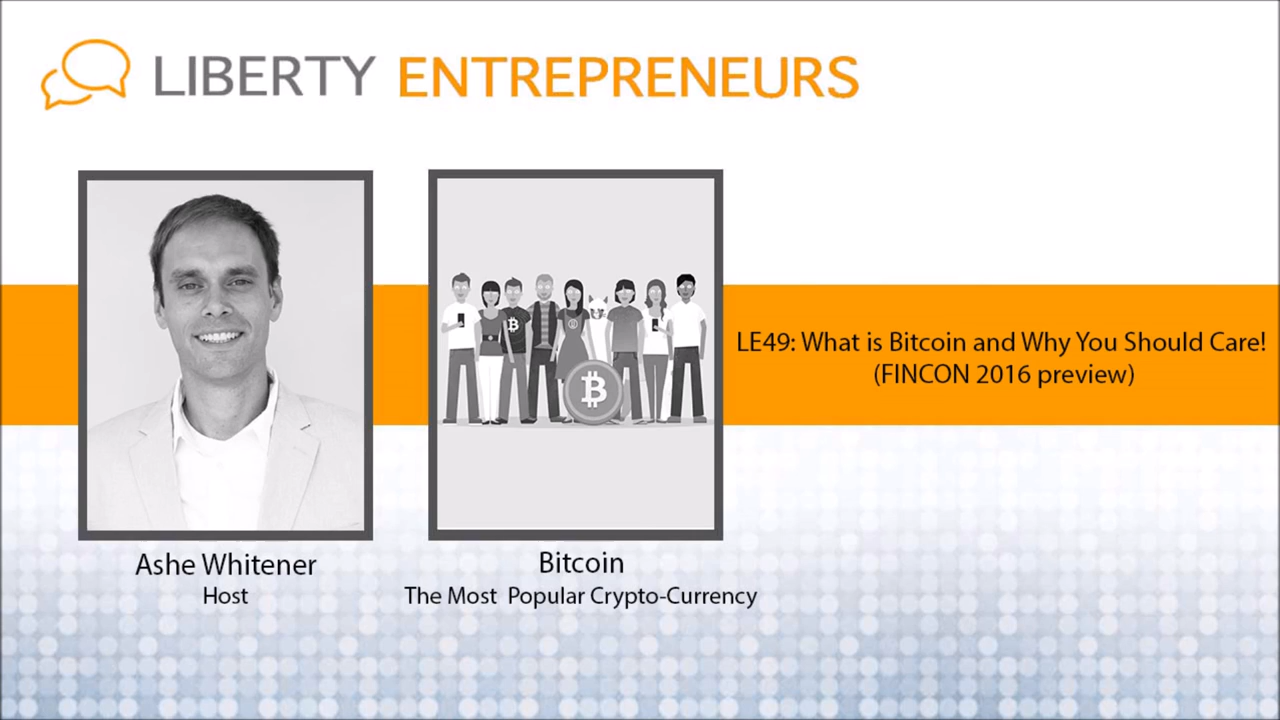 LIBERTY ENTREPRENEURS
LE49: What is Bitcoin and Why You Should Care!
(FINCON 2016 preview)
Ashe Whitener
Host
Bitcoin
The Most Popular Crypto-Currency